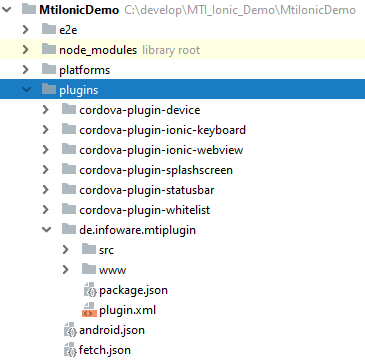 MtiIonicDemo C:\develop\MTI_Ionic_Demo\MtiIonicDemo
e2e
node_modules library root
platforms
plugins
cordova-plugin-device
cordova-plugin-ionic-keyboard
cordova-plugin-ionic-webview
cordova-plugin-splashscreen
cordova-plugin-statusbar
cordova-plugin-whitelist
de.infoware.mtiplugin
src
www
package.json
plugin.xml
android.json
fetch.json